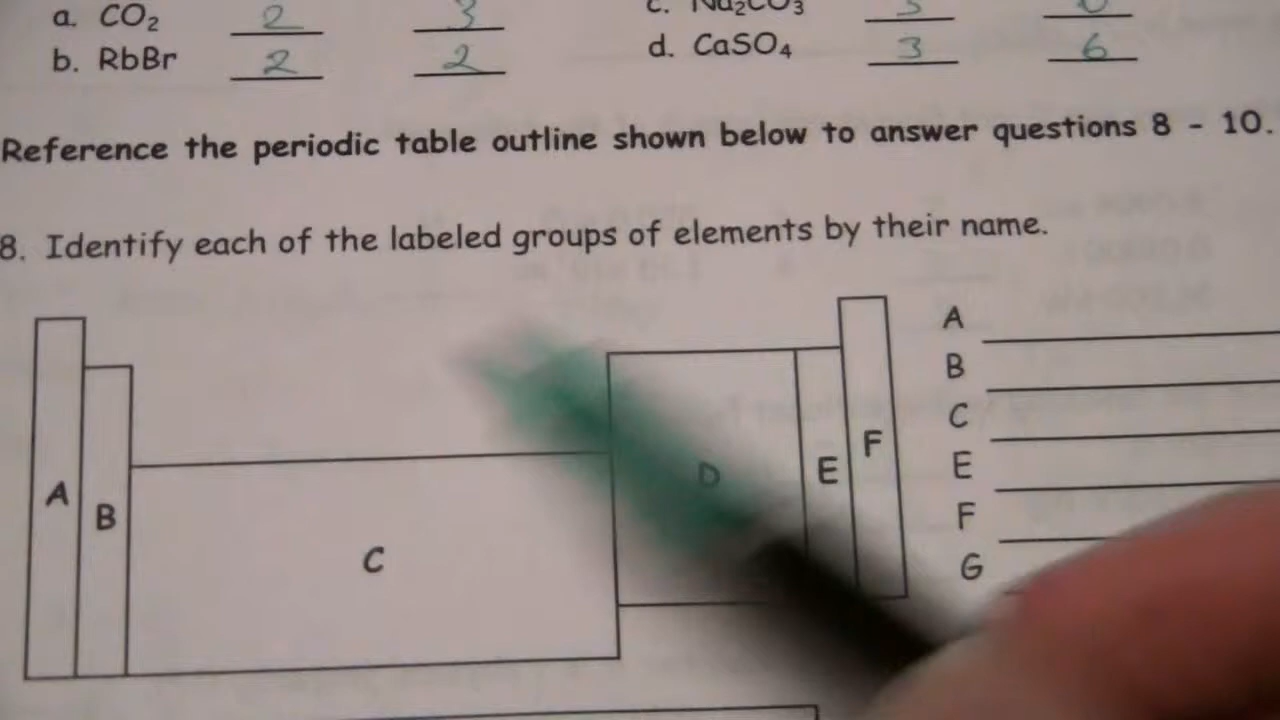 a. CO₂ 2 3
b. RbBr 2 2
c. Na₂CO₃
d. CaSO₄ 3 6
Reference the periodic table outline shown below to answer questions 8 - 10.
8. Identify each of the labeled groups of elements by their name.
A
B
C
D
E
F
A
B
C
E
F
G